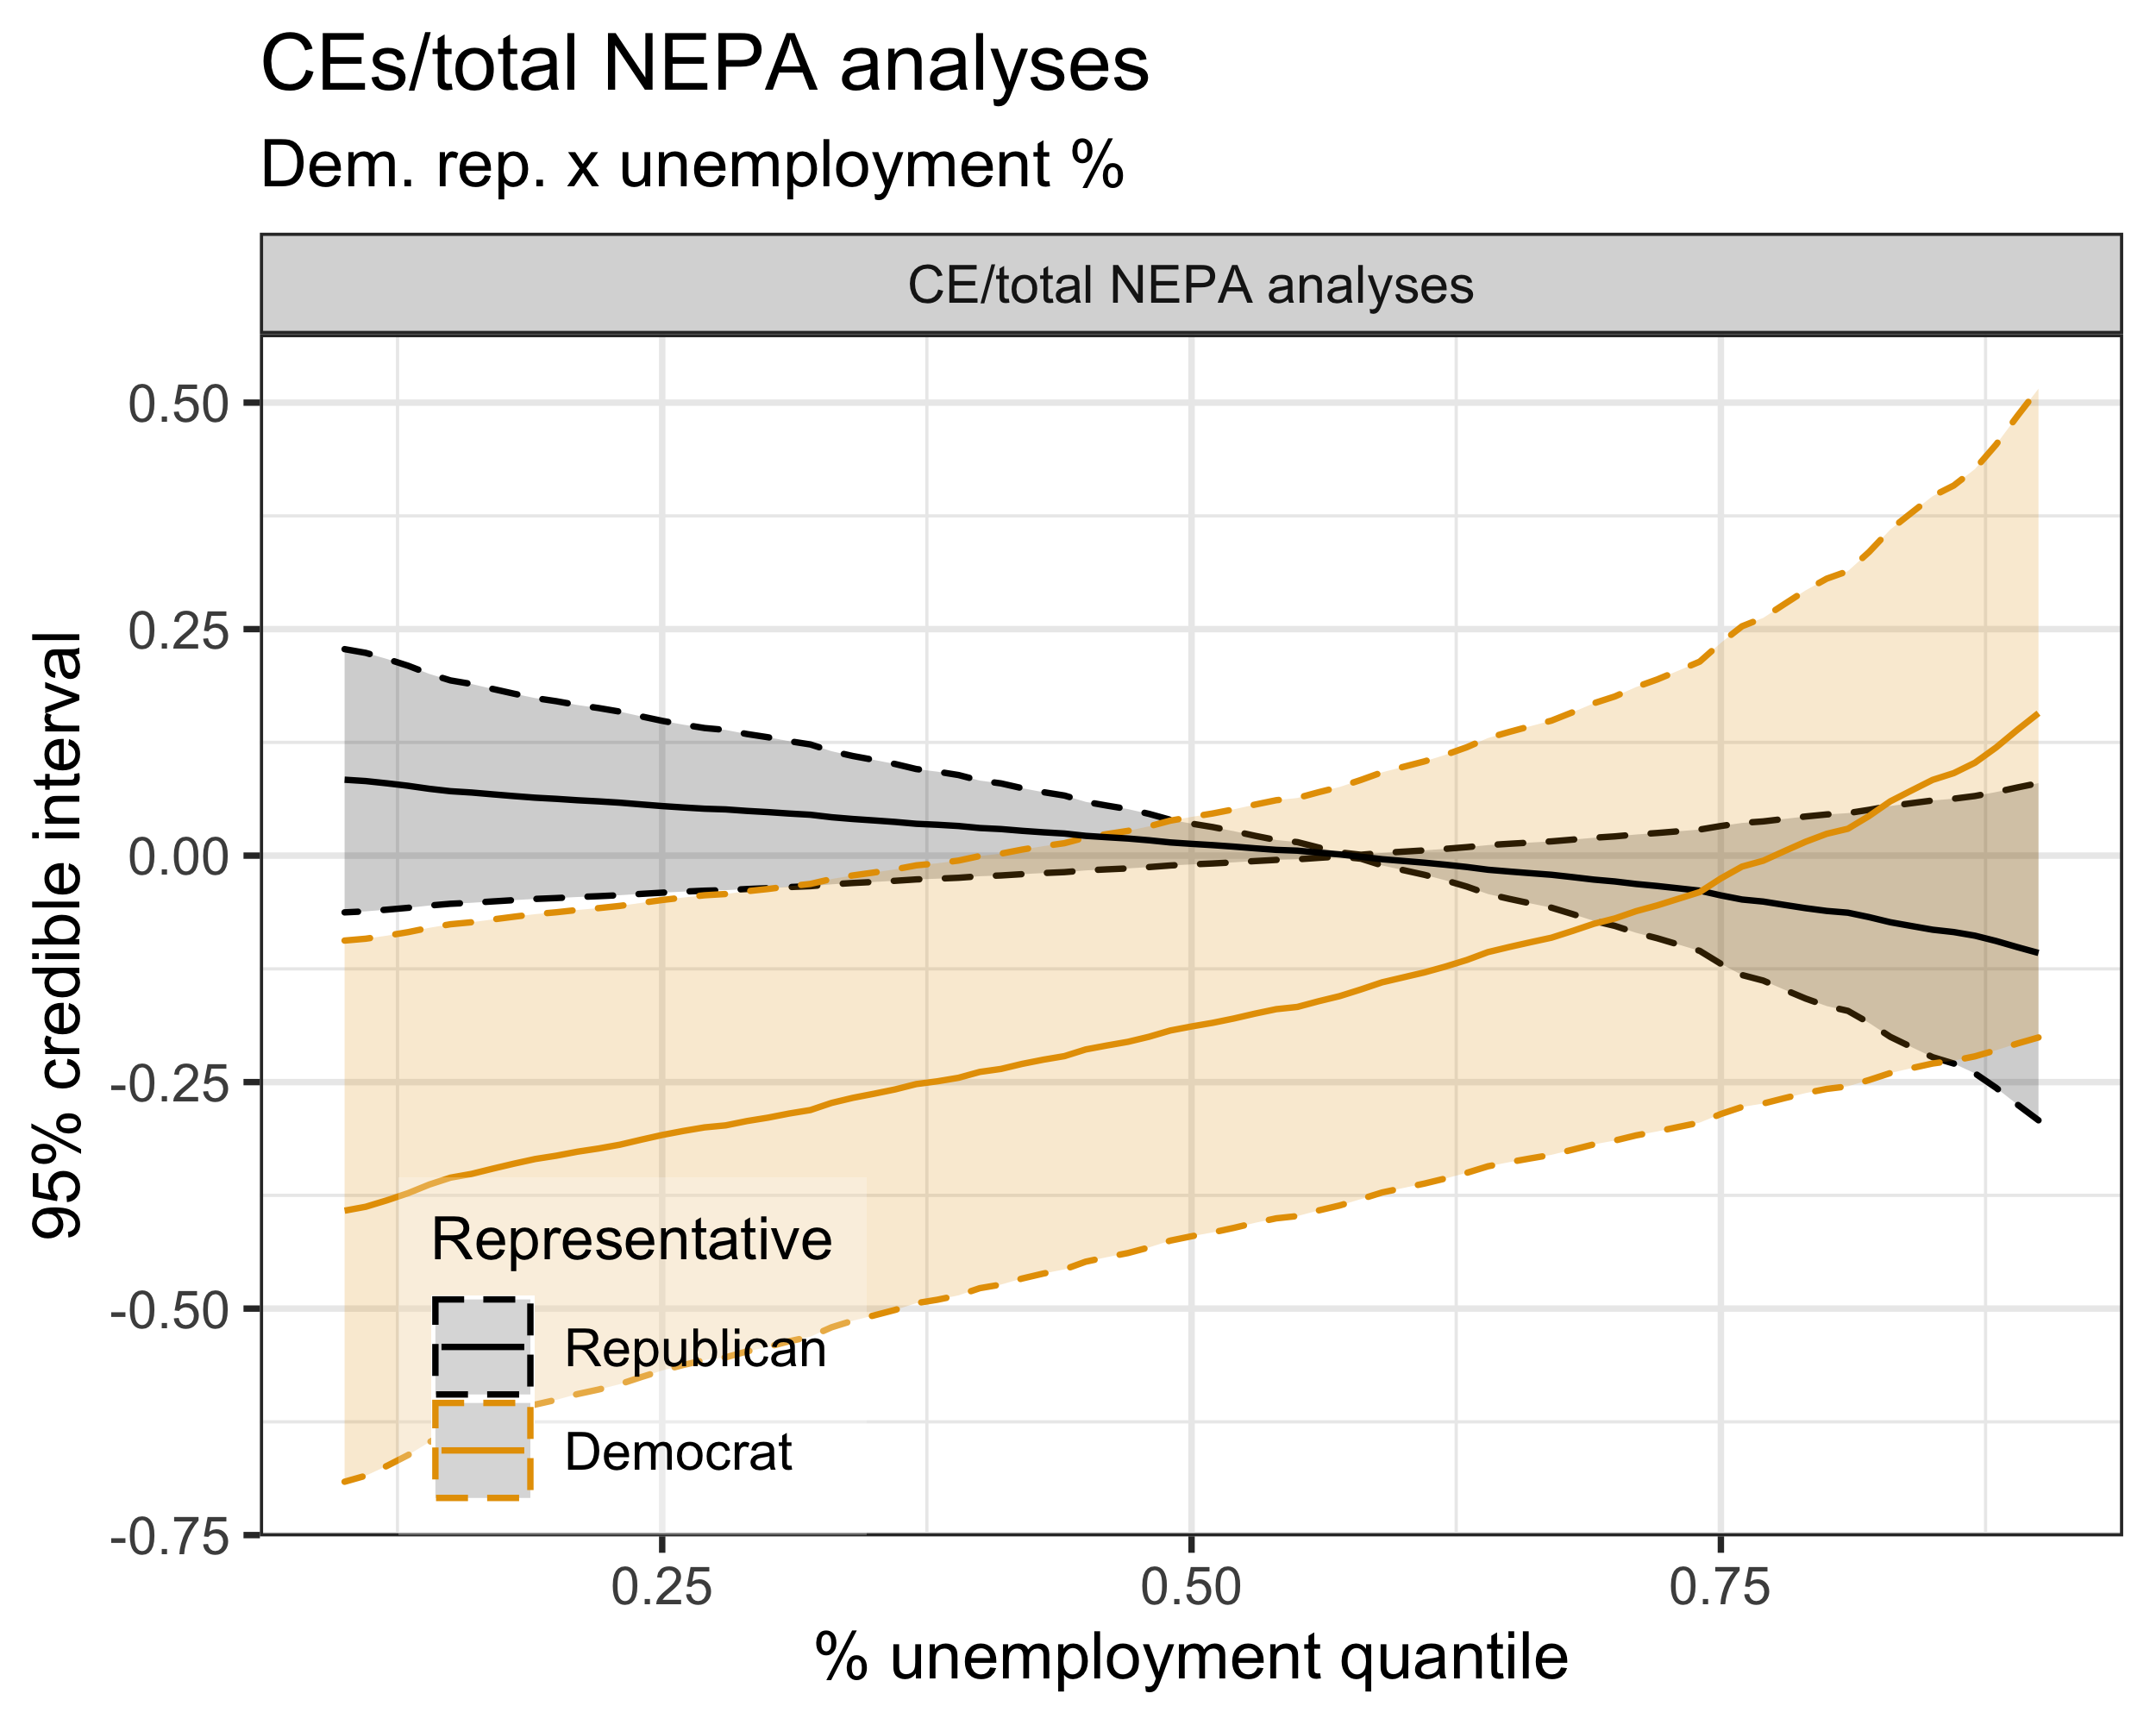 CEs/total NEPA analyses
Dem. rep. x unemployment %
CE/total NEPA analyses
95% credible interval
0.50
0.25
0.00
-0.25
-0.50
-0.75
Representative
Republican
Democrat
0.25
0.50
0.75
% unemployment quantile